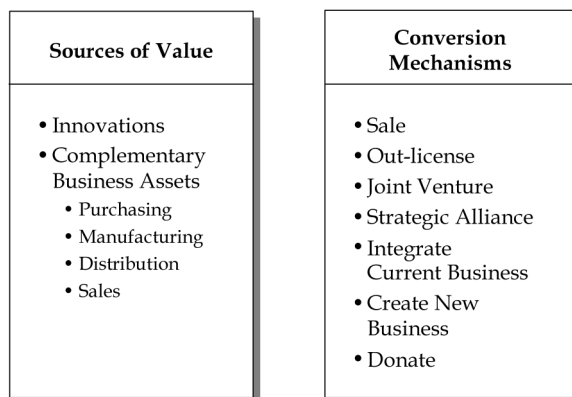 Sources of Value
• Innovations
• Complementary
Business Assets
• Purchasing
• Manufacturing
• Distribution
• Sales
Conversion
Mechanisms
• Sale
• Out-license
• Joint Venture
• Strategic Alliance
• Integrate
Current Business
• Create New
Business
• Donate